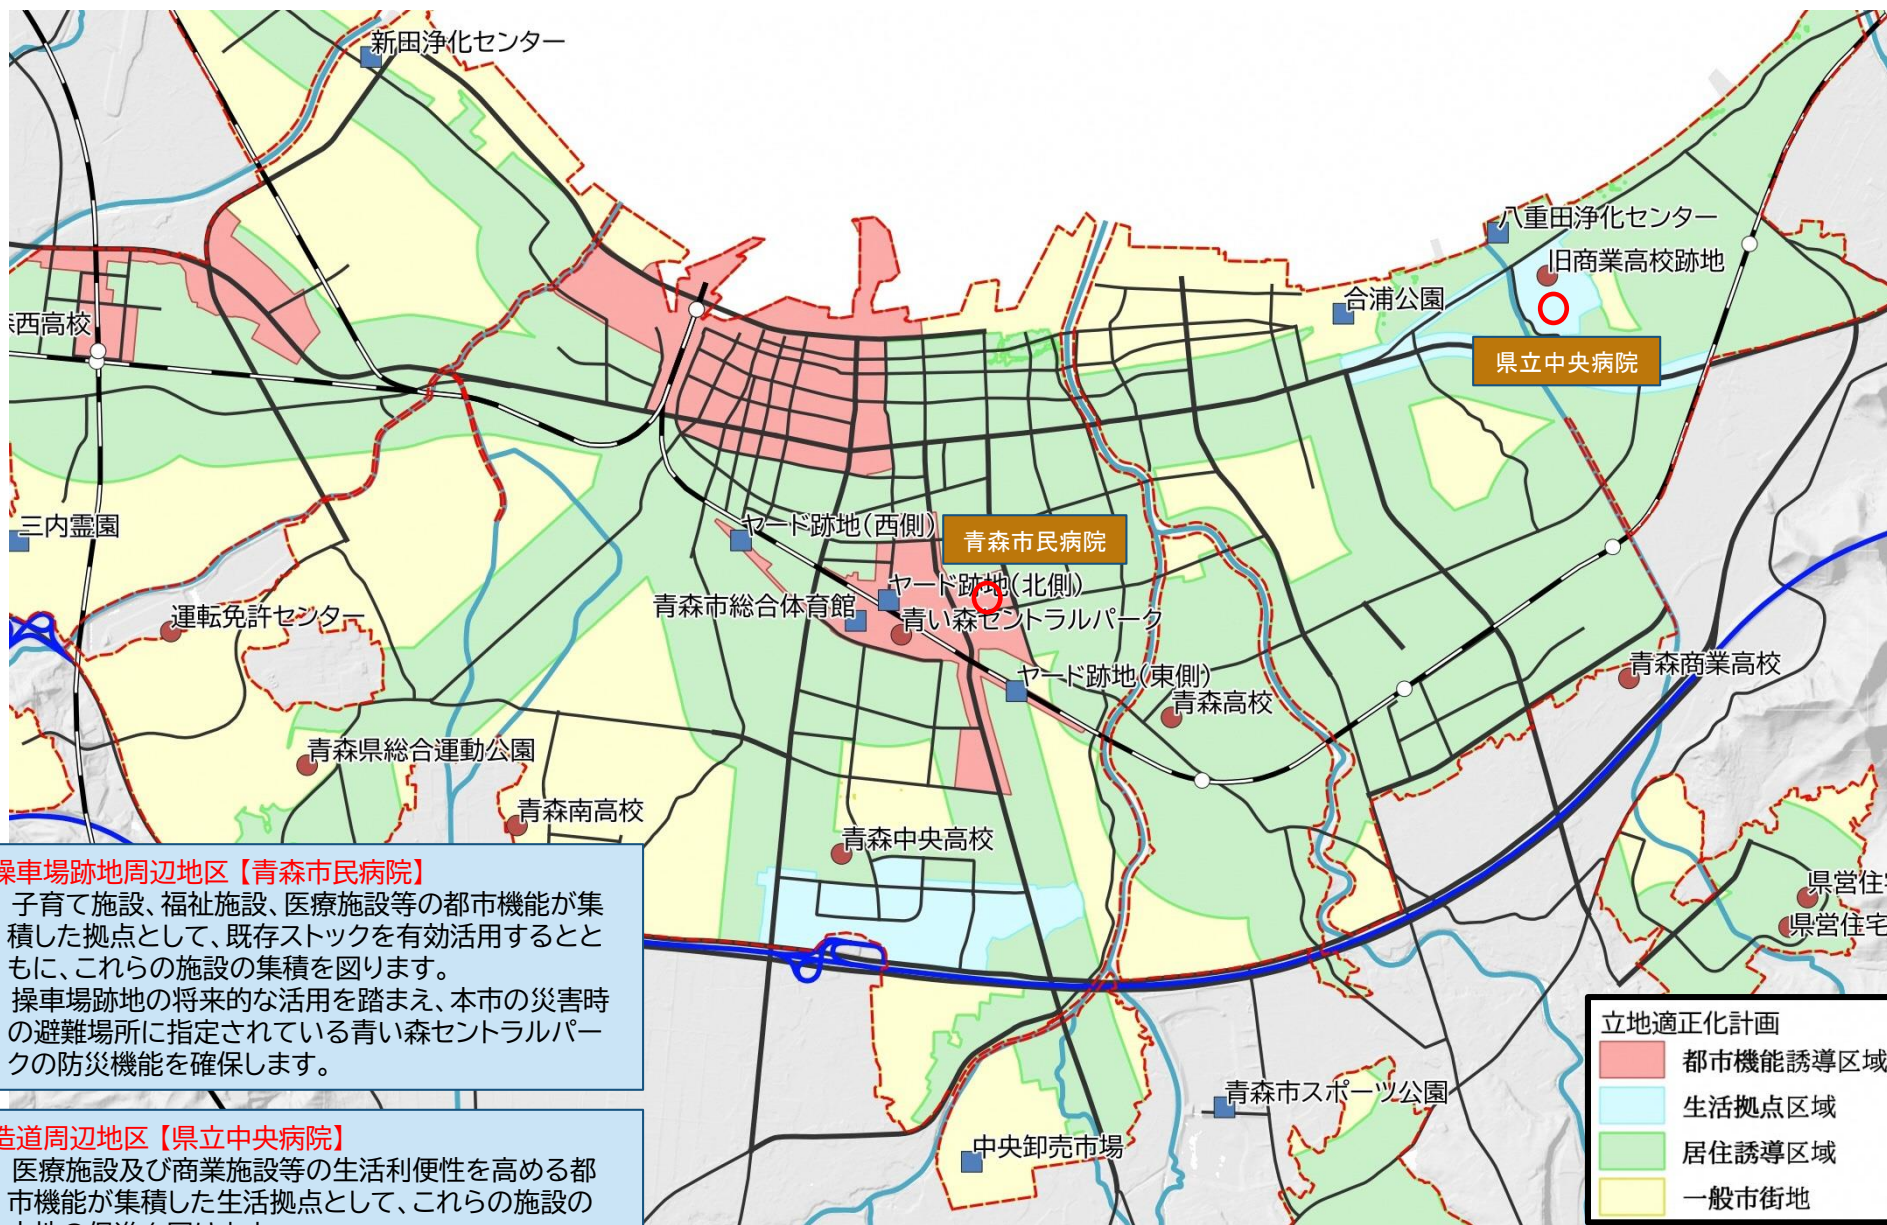 新田浄化センター
八重田浄化センター
旧商業高校跡地
合浦公園
西高校
県立中央病院
三内霊園
ヤード跡地(西側)
青森市民病院
ヤード跡地(北側)
青森市総合体育館
青い森セントラルパーク
運転免許センター
ヤード跡地(東側)
青森高校
青森商業高校
青森県総合運動公園
青森南高校
青森中央高校
県営住宅
県営住宅
操車場跡地周辺地区【青森市民病院】
子育て施設、福祉施設、医療施設等の都市機能が集
積した拠点として、既存ストックを有効活用するとと
もに、これらの施設の集積を図ります。
操車場跡地の将来的な活用を踏まえ、本市の災害時
の避難場所に指定されている青い森セントラルパー
クの防災機能を確保します。
造道周辺地区【県立中央病院】
医療施設及び商業施設等の生活利便性を高める都
市機能が集積した生活拠点として、これらの施設の
青森市スポーツ公園
中央卸売市場
立地適正化計画
都市機能誘導区域
生活拠点区域
居住誘導区域
一般市街地